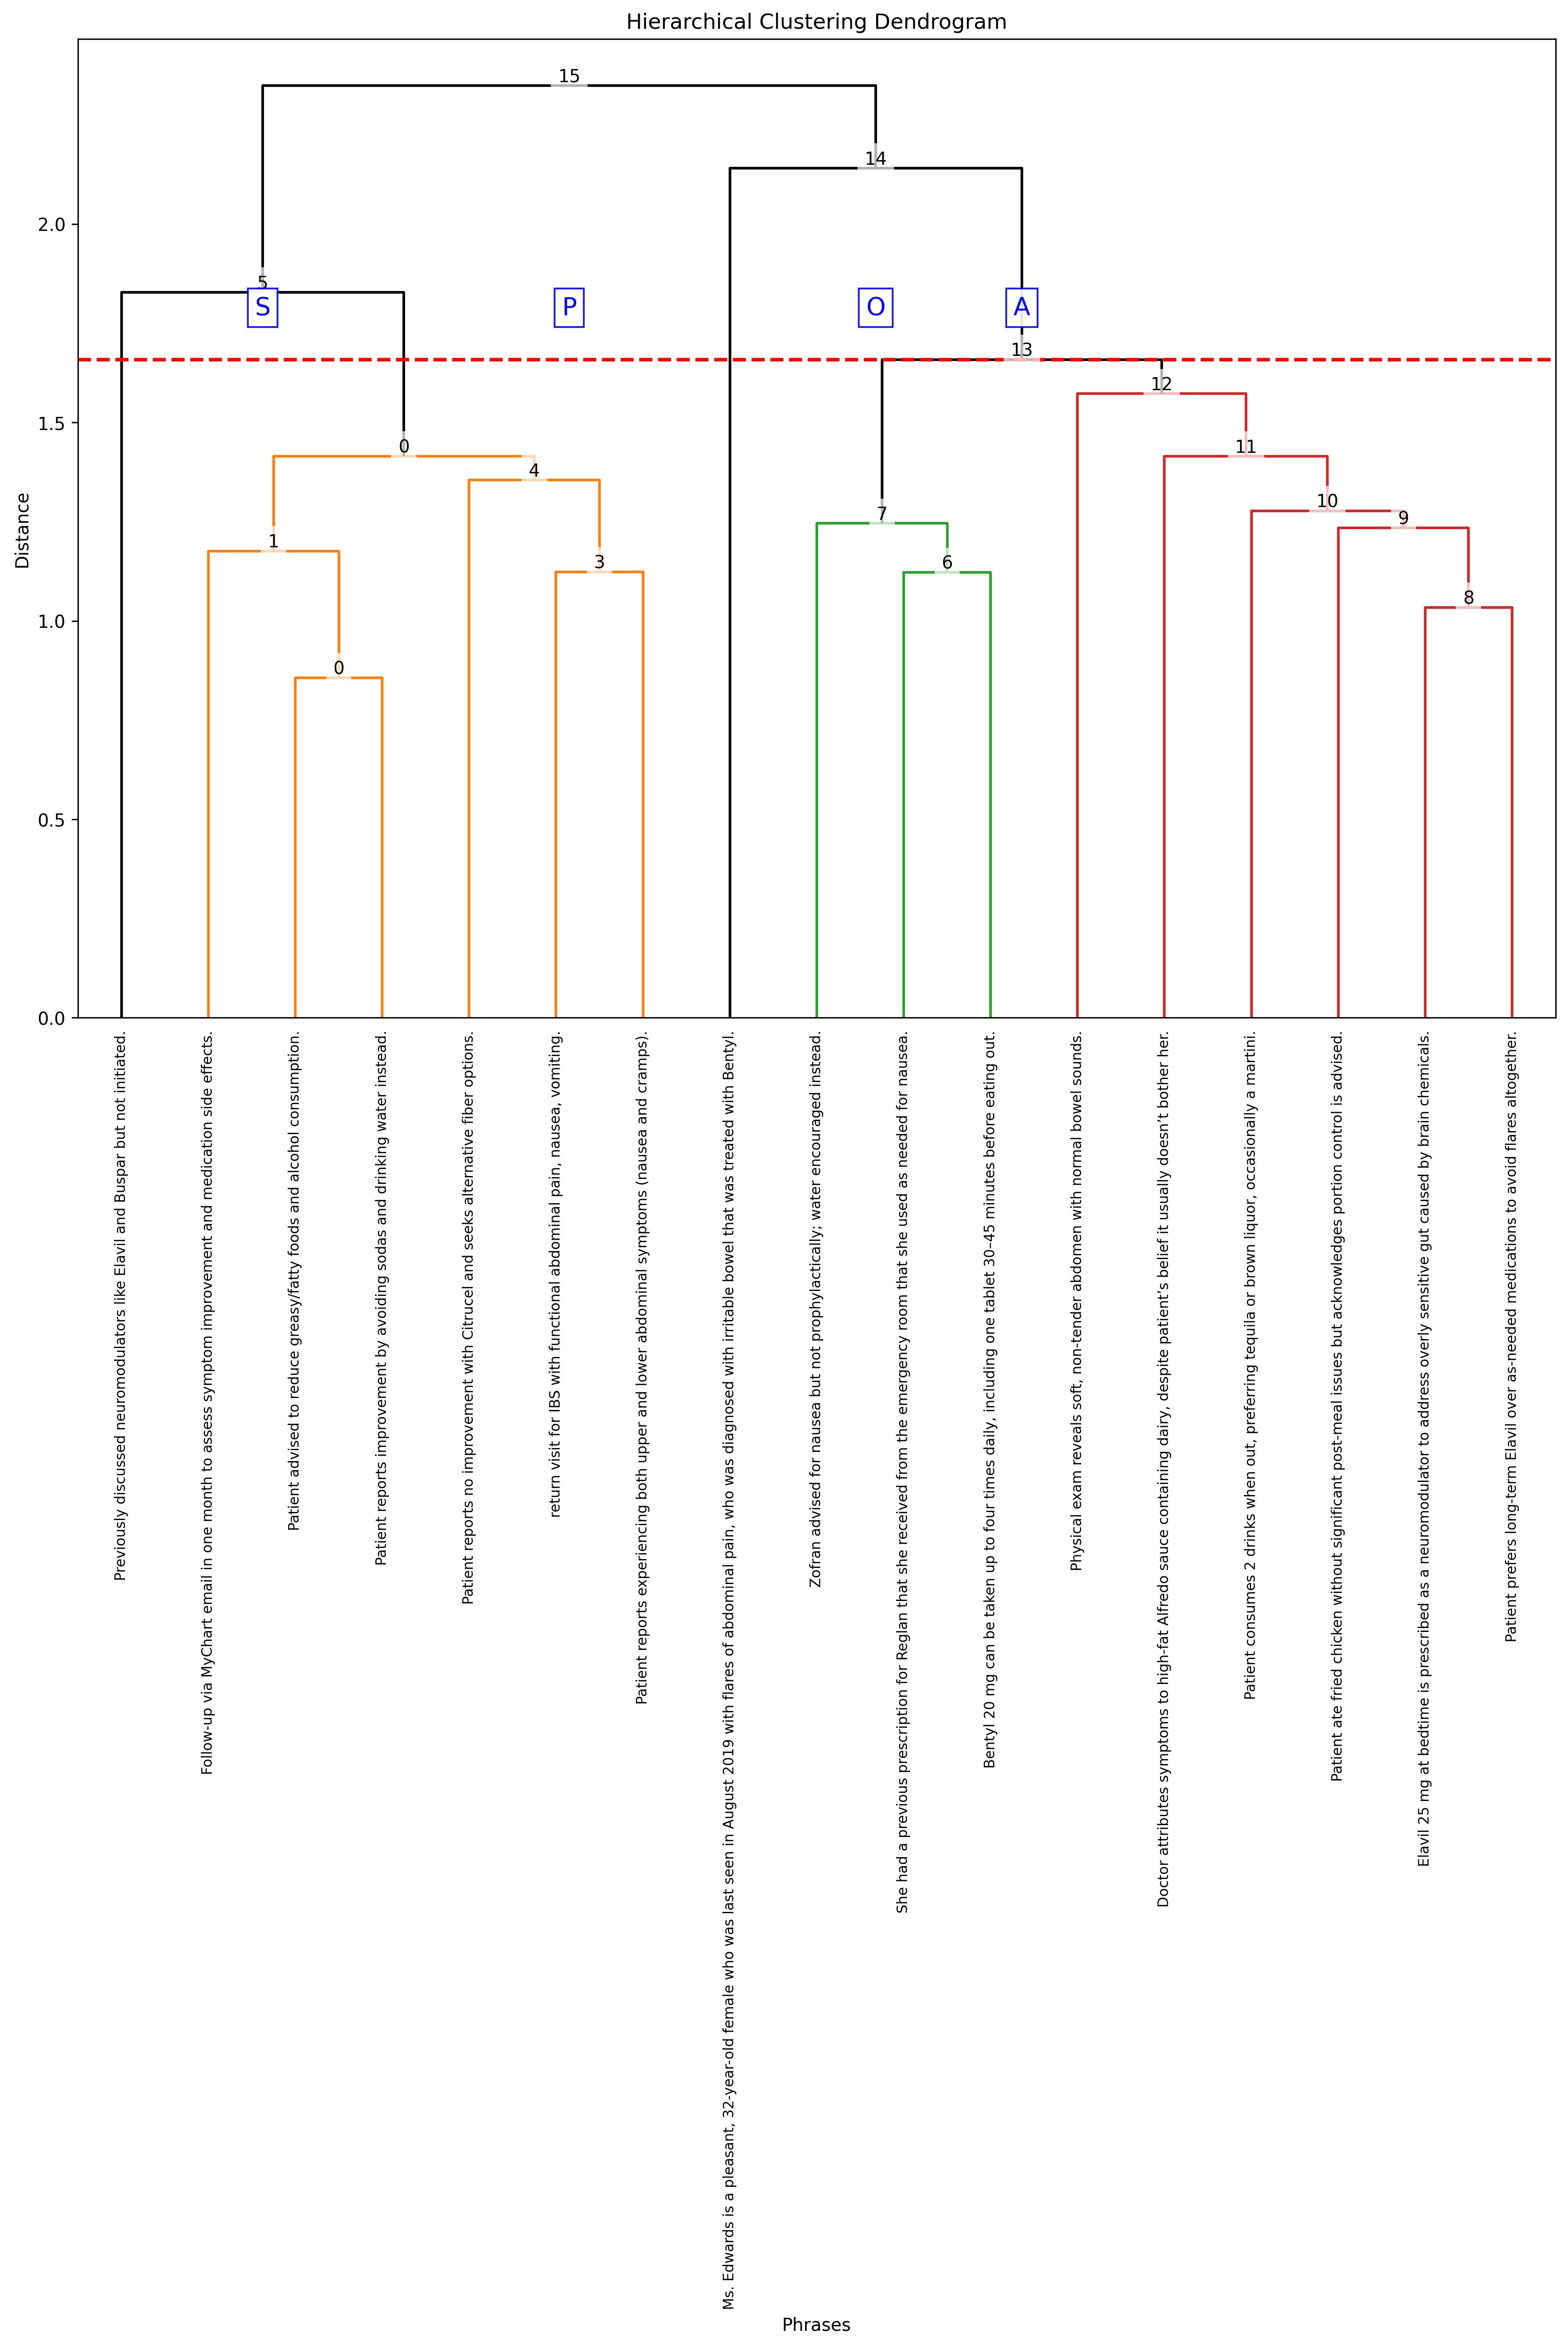 Hierarchical Clustering Dendrogram
15
14
2.0
5
S
P
O
A
13
12
1.5
0
11
4
10
9
Distance
7
1
3
6
1.0
8
0
0.5
0.0
Previously discussed neuromodulators like Elavil and Buspar but not initiated.
Follow-up via MyChart email in one month to assess symptom improvement and medication side effects.
Patient advised to reduce greasy/fatty foods and alcohol consumption.
Patient reports improvement by avoiding sodas and drinking water instead.
Patient reports no improvement with Citrucel and seeks alternative fiber options.
return visit for IBS with functional abdominal pain, nausea, vomiting.
Patient reports experiencing both upper and lower abdominal symptoms (nausea and cramps).
Ms. Edwards is a pleasant, 32-year-old female who was last seen in August 2019 with flares of abdominal pain, who was diagnosed with irritable bowel that was treated with Bentyl.
Zofran advised for nausea but not prophylactically; water encouraged instead.
She had a previous prescription for Reglan that she received from the emergency room that she used as needed for nausea.
Bentyl 20 mg can be taken up to four times daily, including one tablet 30–45 minutes before eating out.
Physical exam reveals soft, non-tender abdomen with normal bowel sounds.
Doctor attributes symptoms to high-fat Alfredo sauce containing dairy, despite patient’s belief it usually doesn’t bother her.
Patient consumes 2 drinks when out, preferring tequila or brown liquor, occasionally a martini.
Patient ate fried chicken without significant post-meal issues but acknowledges portion control is advised.
Elavil 25 mg at bedtime is prescribed as a neuromodulator to address overly sensitive gut caused by brain chemicals.
Patient prefers long-term Elavil over as-needed medications to avoid flares altogether.
Phrases